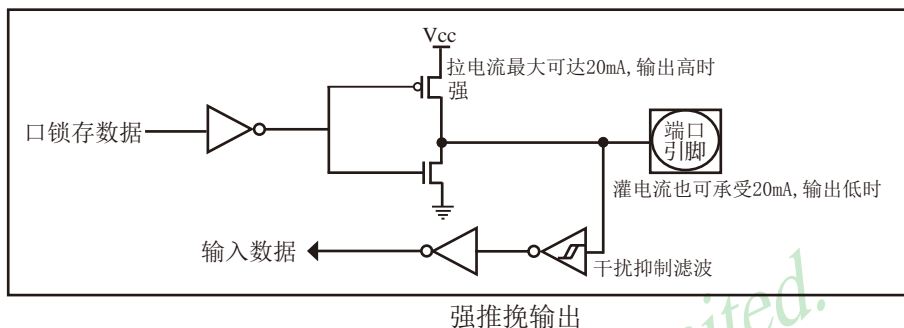 Vcc
拉电流最大可达20mA,输出高时
强
口锁存数据
端口
引脚
灌电流也可承受20mA,输出低时
输入数据
干扰抑制滤波
强推挽输出
ited.